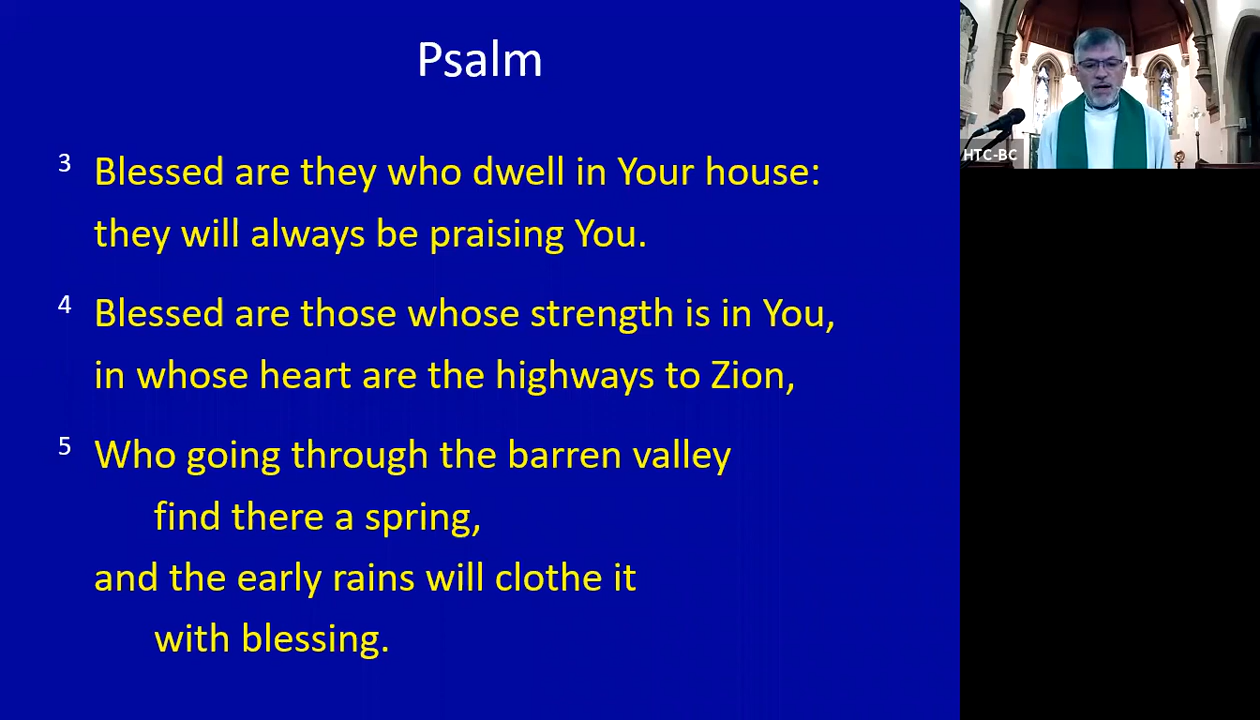 Psalm
3 Blessed are they who dwell in Your house:
they will always be praising You.
4 Blessed are those whose strength is in You,
in whose heart are the highways to Zion,
5 Who going through the barren valley
find there a spring,
and the early rains will clothe it
with blessing.
HTC-BC